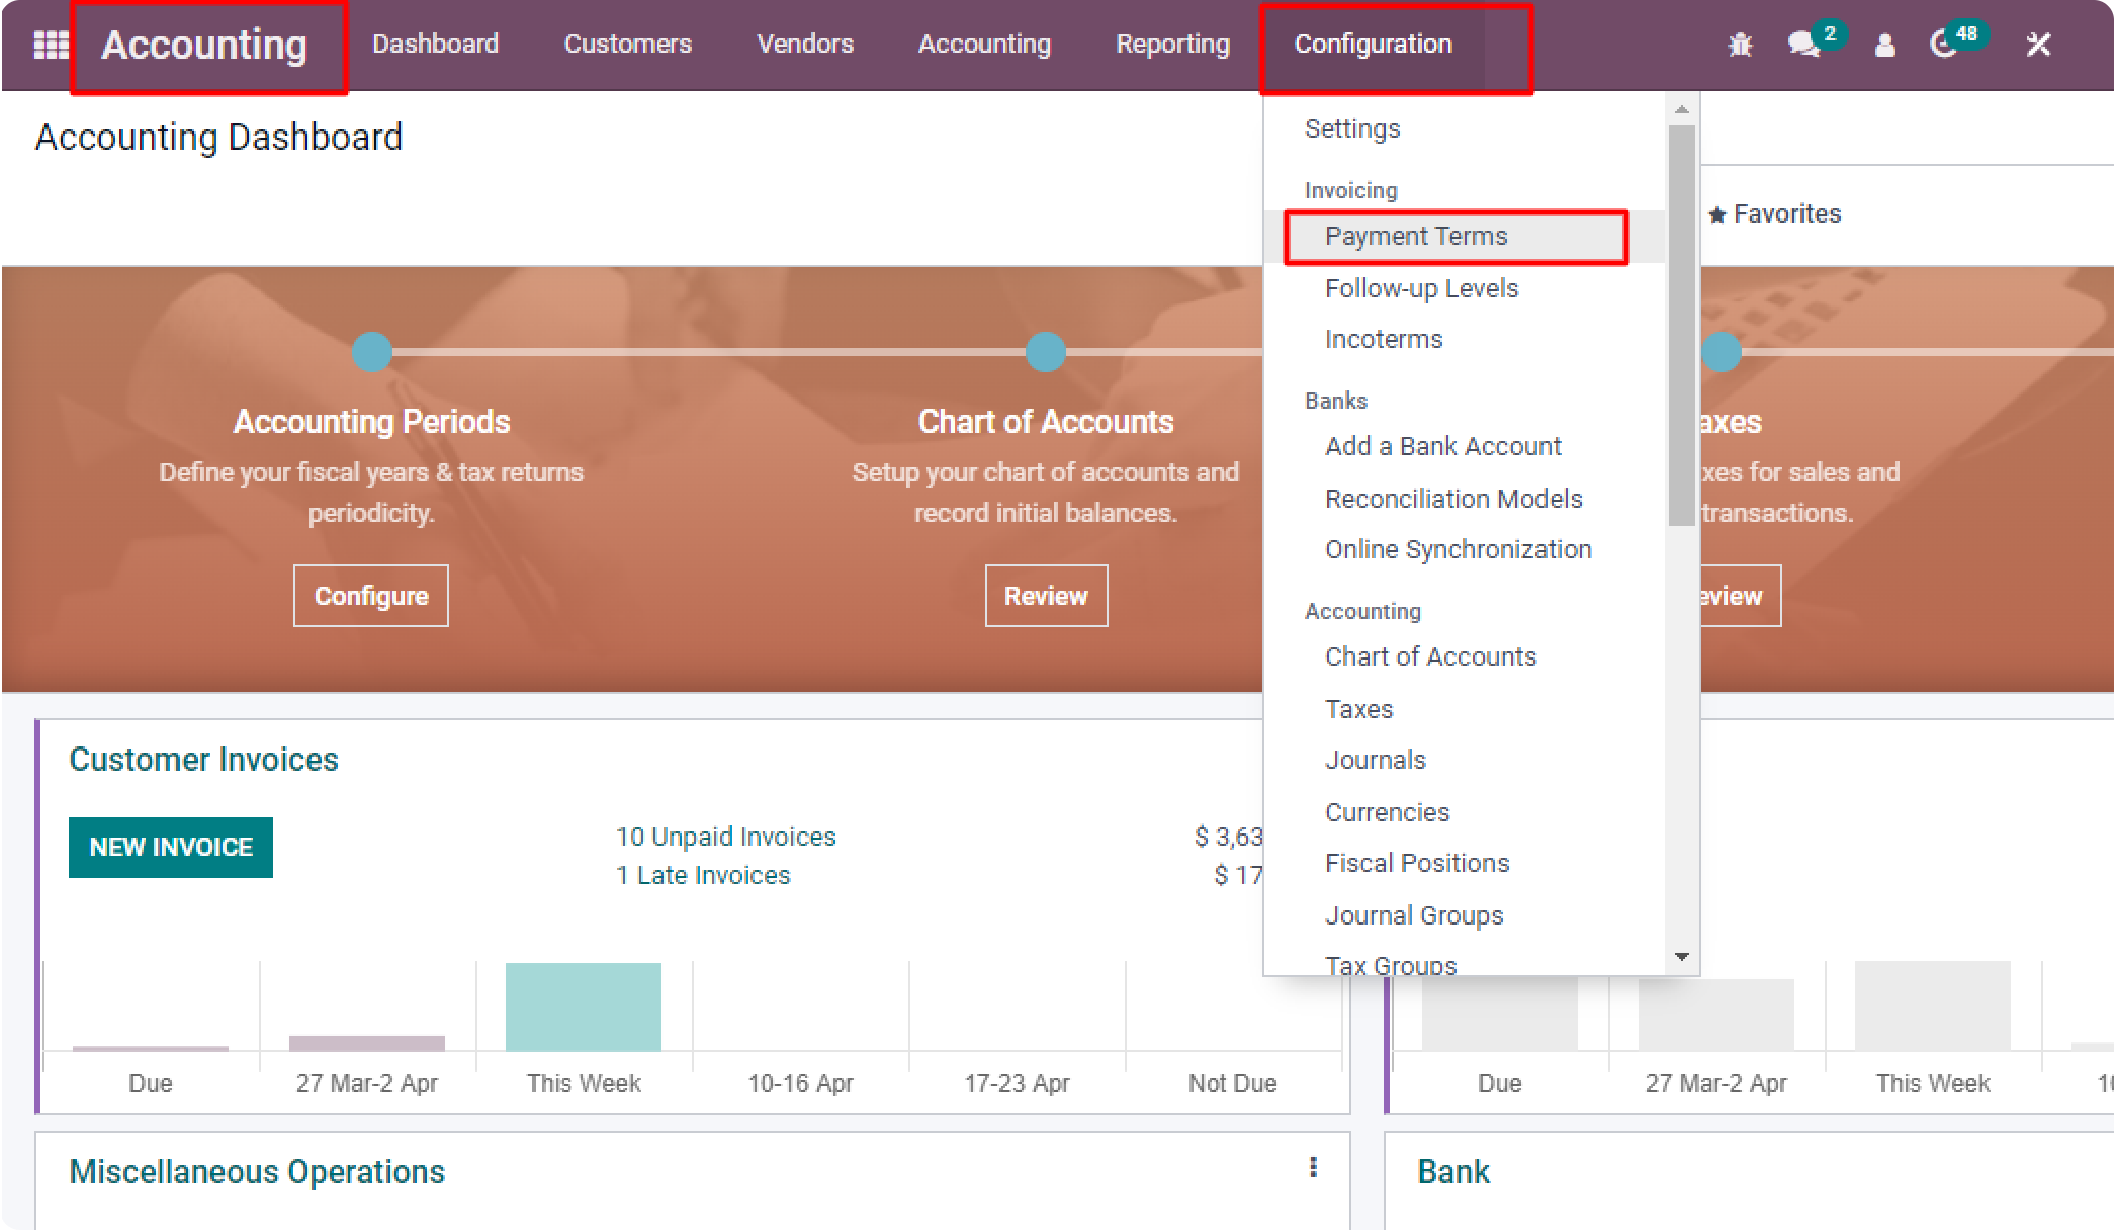 Accounting
Dashboard
Customers
Vendors
Accounting
Reporting
Configuration
2
48
Accounting Dashboard
Settings
Invoicing
Payment Terms
Follow-up Levels
Incoterms
Banks
Add a Bank Account
Reconciliation Models
Online Synchronization
Accounting
Chart of Accounts
Taxes
Journals
Currencies
Fiscal Positions
Journal Groups
Tax Groups
Favorites
Accounting Periods
Define your fiscal years & tax returns
periodicity.
Configure
Chart of Accounts
Setup your chart of accounts and
record initial balances.
Review
axes
xes for sales and
transactions.
eview
Customer Invoices
NEW INVOICE
10 Unpaid Invoices
$ 3,63
1 Late Invoices
$ 17
Due
27 Mar-2 Apr
This Week
10-16 Apr
17-23 Apr
Not Due
Due
27 Mar-2 Apr
This Week
Miscellaneous Operations
Bank